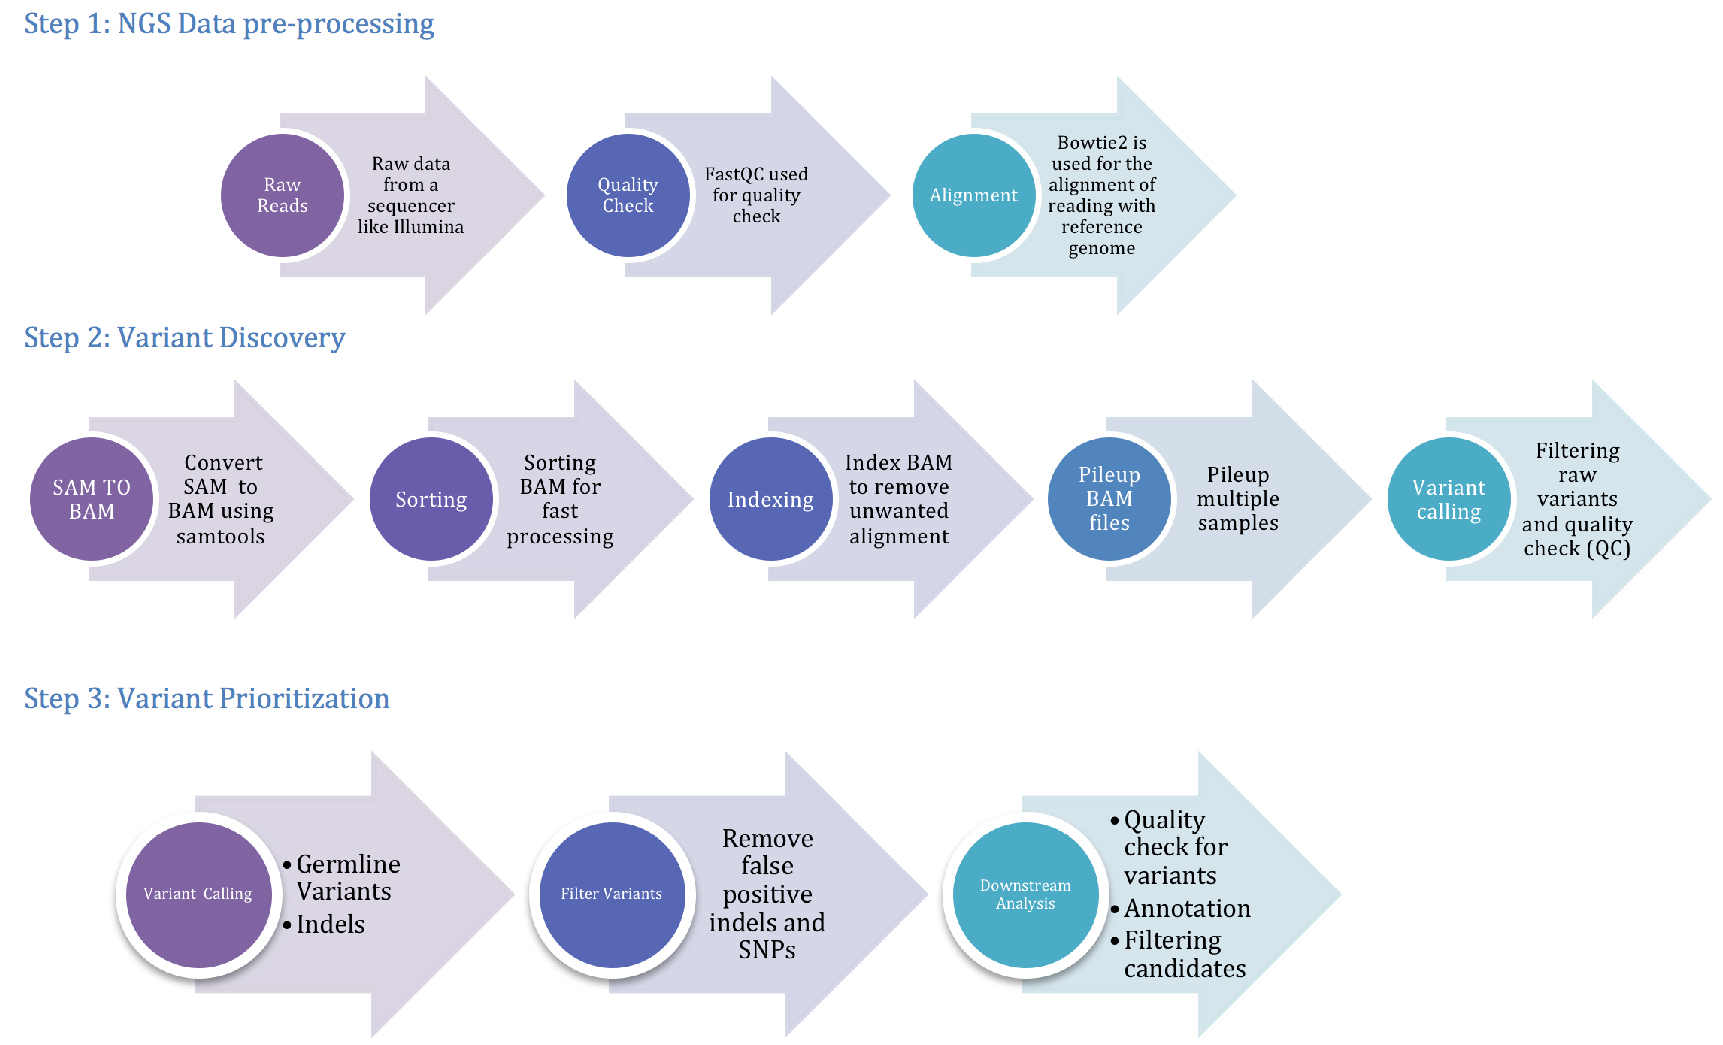 Step 1: NGS Data pre-processing
Raw
Reads
Raw data
from a
sequencer
like Illumina
Quality
Check
FastQC used
for quality
check
Alignment
Bowtie2 is
used for the
alignment of
reading with
reference
genome
Step 2: Variant Discovery
SAM TO
BAM
Convert
SAM to
BAM using
samtools
Sorting
Sorting
BAM for
fast
processing
Indexing
Index BAM
to remove
unwanted
alignment
Pileup
BAM
files
Pileup
multiple
samples
Variant
calling
Filtering
raw
variants
and quality
check (QC)
Step 3: Variant Prioritization
Variant Calling
• Germline
Variants
• Indels
Filter Variants
Remove
false
positive
indels and
SNPs
Downstream
Analysis
• Quality
check for
variants
• Annotation
• Filtering
candidates